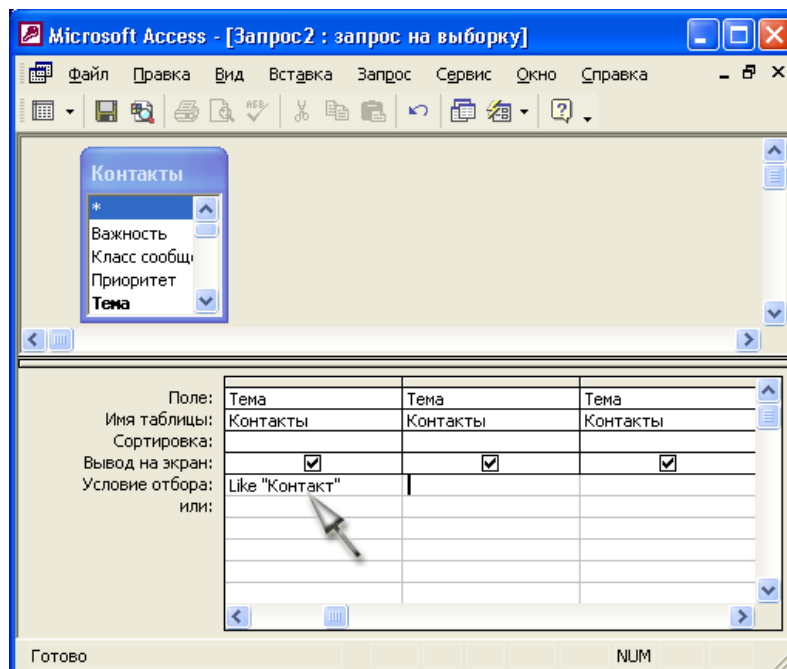 Microsoft Access - [Запрос2 : запрос на выборку]
Файл Правка Вид Вставка Запрос Сервис Окно Справка
Контакты
*
Важность
Класс сообщ
Приоритет
Тема
Поле: Тема Тема Тема
Имя таблицы: Контакты Контакты Контакты
Сортировка:
Вывод на экран:
Условие отбора: Like "Контакт"
или:
Готово NUM